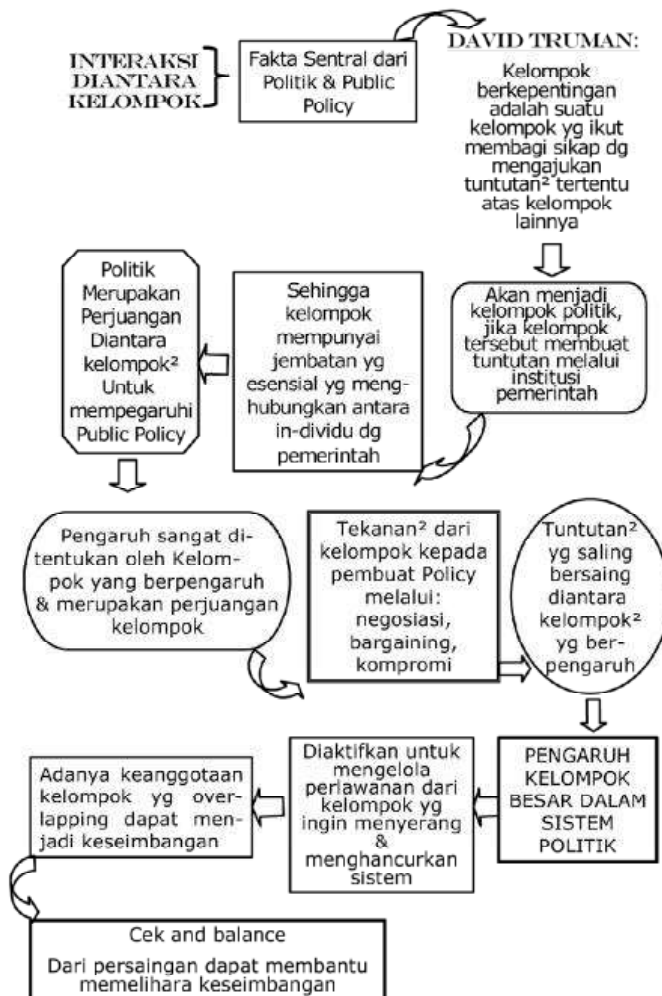 INTERAKSI
DIANTARA
KELOMPOK
Fakta Sentral dari
Politik & Public
Policy
DAVID TRUMAN:
Kelompok
berkepentingan
adalah suatu
kelompok yg ikut
membagi sikap dg
mengajukan
tuntutan² tertentu
atas kelompok
lainnya
Akan menjadi
kelompok politik,
jika kelompok
tersebut membuat
tuntutan melalui
institusi
pemerintah
Sehingga
kelompok
mempunyai
jembatan yg
esensial yg meng-
hubungkan antara
in-dividu dg
pemerintah
Politik
Merupakan
Perjuangan
Diantara
kelompok²
Untuk
mempegaruhi
Public Policy
Pengaruh sangat di-
tentukan oleh Kelom-
pok yang berpengaruh
& merupakan perjuangan
kelompok
Tekanan² dari
kelompok kepada
pembuat Policy
melalui:
negosiasi,
bargaining,
kompromi
Tuntutan²
yg saling
bersaing
diantara
kelompok²
yg ber-
pengaruh
PENGARUH
KELOMPOK
BESAR DALAM
SISTEM
POLITIK
Diaktifkan untuk
mengelola
perlawanan dari
kelompok yg
ingin menyerang
&
menghancurkan
sistem
Adanya keanggotaan
kelompok yg over-
lapping dapat men-
jadi keseimbangan
Cek and balance
Dari persaingan dapat membantu
memelihara keseimbangan